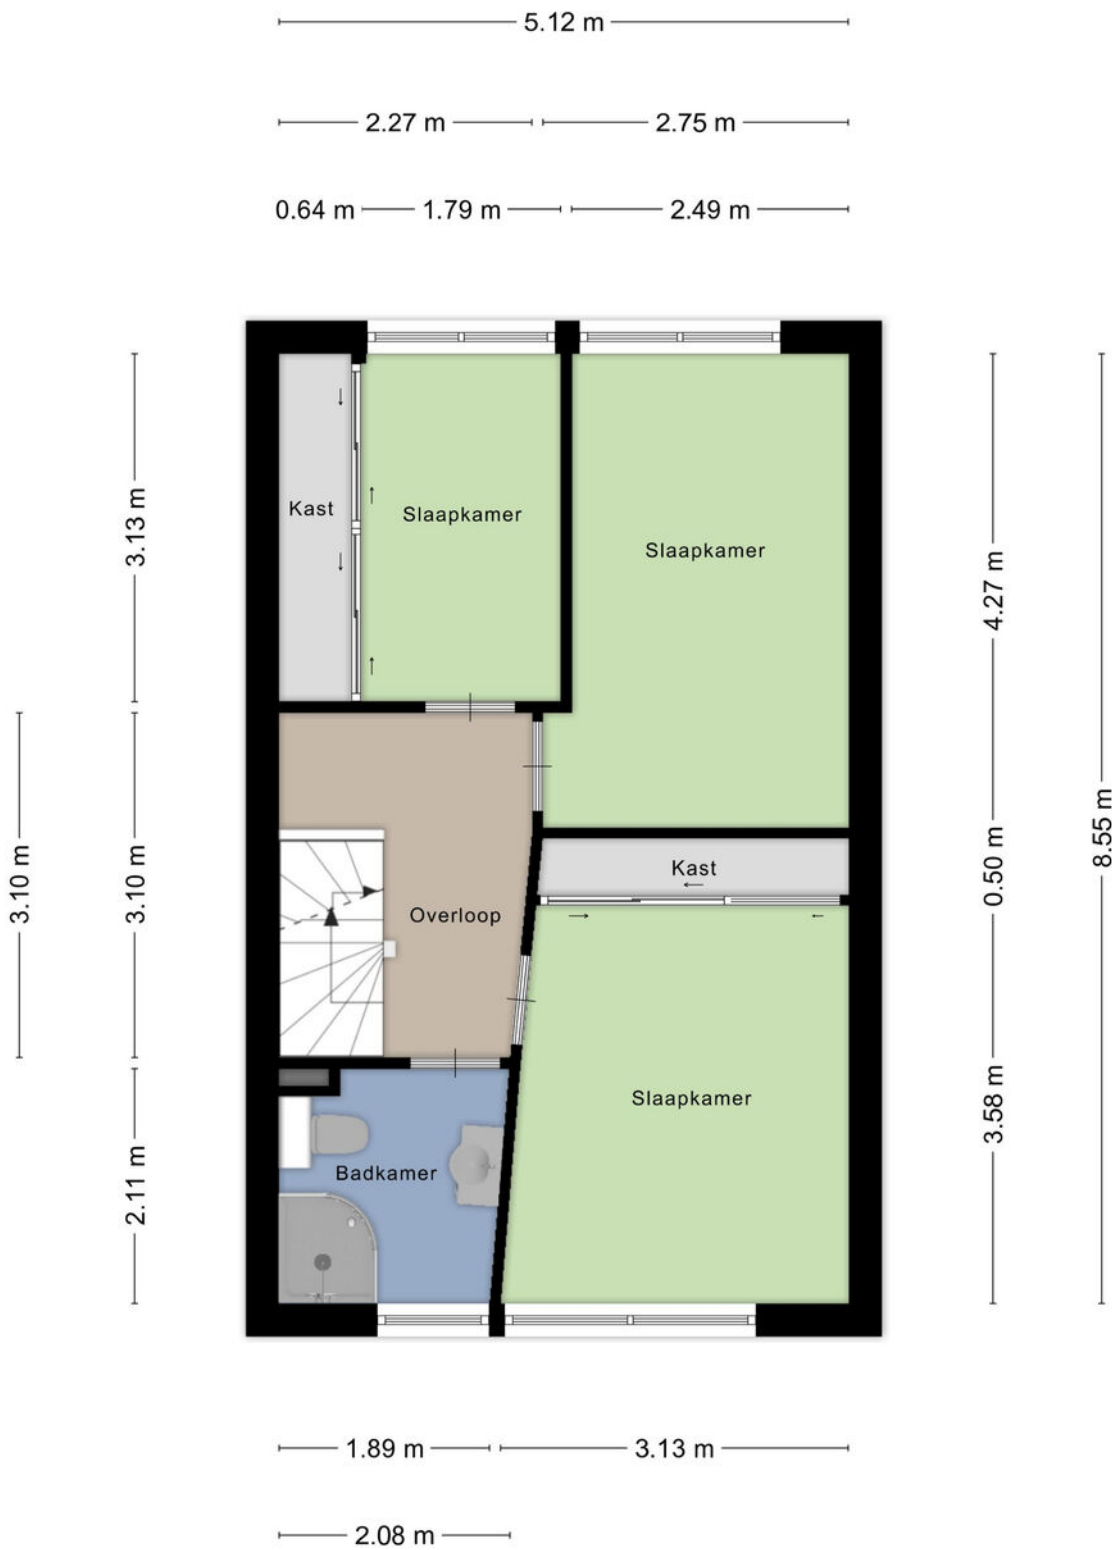 5.12 m
2.27 m
2.75 m
0.64 m
1.79 m
2.49 m
3.13 m
Kast
Slaapkamer
Slaapkamer
4.27 m
3.10 m
3.10 m
Kast
0.50 m
8.55 m
Overloop
Slaapkamer
3.58 m
2.11 m
Badkamer
1.89 m
3.13 m
2.08 m